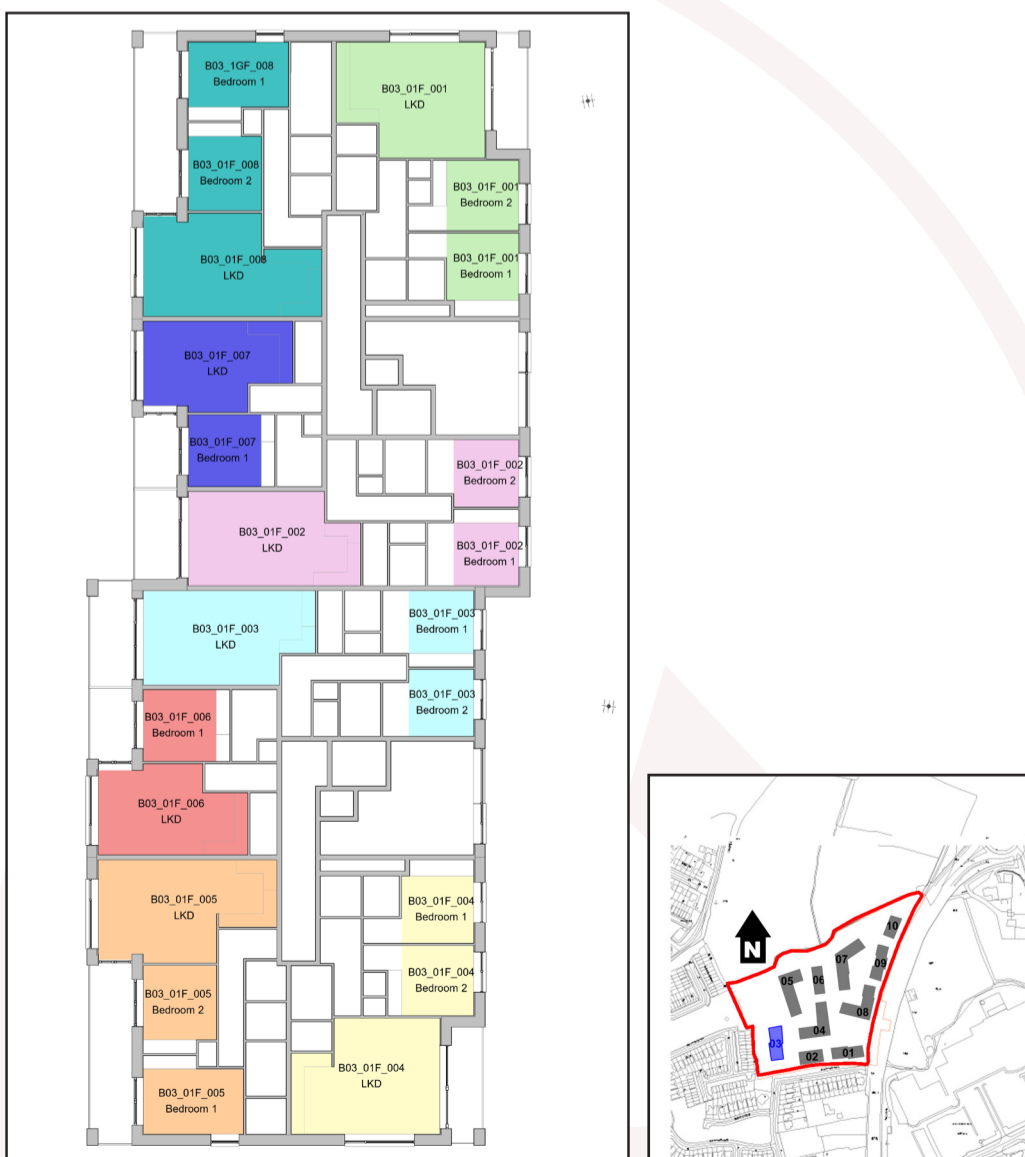 B03_1GF_008
Bedroom 1
B03_01F_001
LKD
B03_01F_008
Bedroom 2
B03_01F_001
Bedroom 2
B03_01F_008
LKD
B03_01F_001
Bedroom 1
B03_01F_007
LKD
B03_01F_007
Bedroom 1
B03_01F_002
Bedroom 2
B03_01F_002
LKD
B03_01F_002
Bedroom 1
B03_01F_003
LKD
B03_01F_003
Bedroom 1
B03_01F_003
Bedroom 2
B03_01F_006
Bedroom 1
B03_01F_006
LKD
B03_01F_005
LKD
B03_01F_004
Bedroom 1
B03_01F_005
Bedroom 2
B03_01F_004
Bedroom 2
B03_01F_004
LKD
B03_01F_005
Bedroom 1
N
10
07
09
05
06
08
04
03
02
01